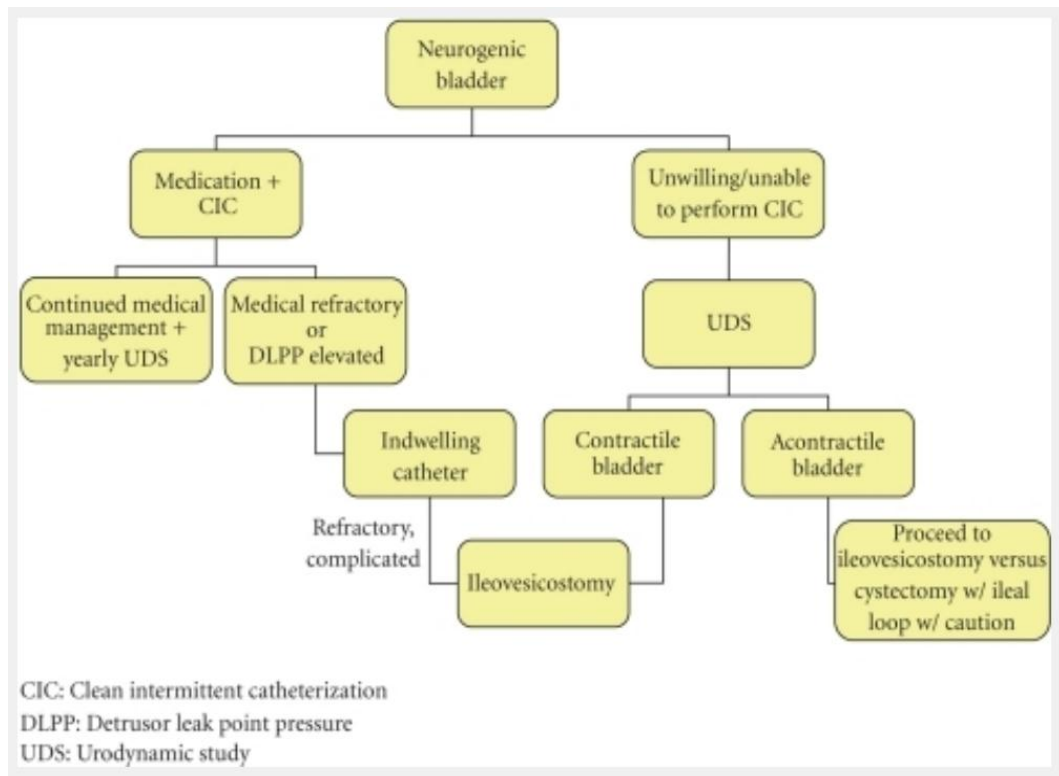 Neurogenic
bladder
Medication +
CIC
Unwilling/unable
to perform CIC
Continued medical
management +
yearly UDS
Medical refractory
or
DLPP elevated
UDS
Indwelling
catheter
Contractile
bladder
Acontractile
bladder
Refractory,
complicated
Ileovesicostomy
Proceed to
ileovesicostomy versus
cystectomy w/ ileal
loop w/ caution
CIC: Clean intermittent catheterization
DLPP: Detrusor leak point pressure
UDS: Urodynamic study